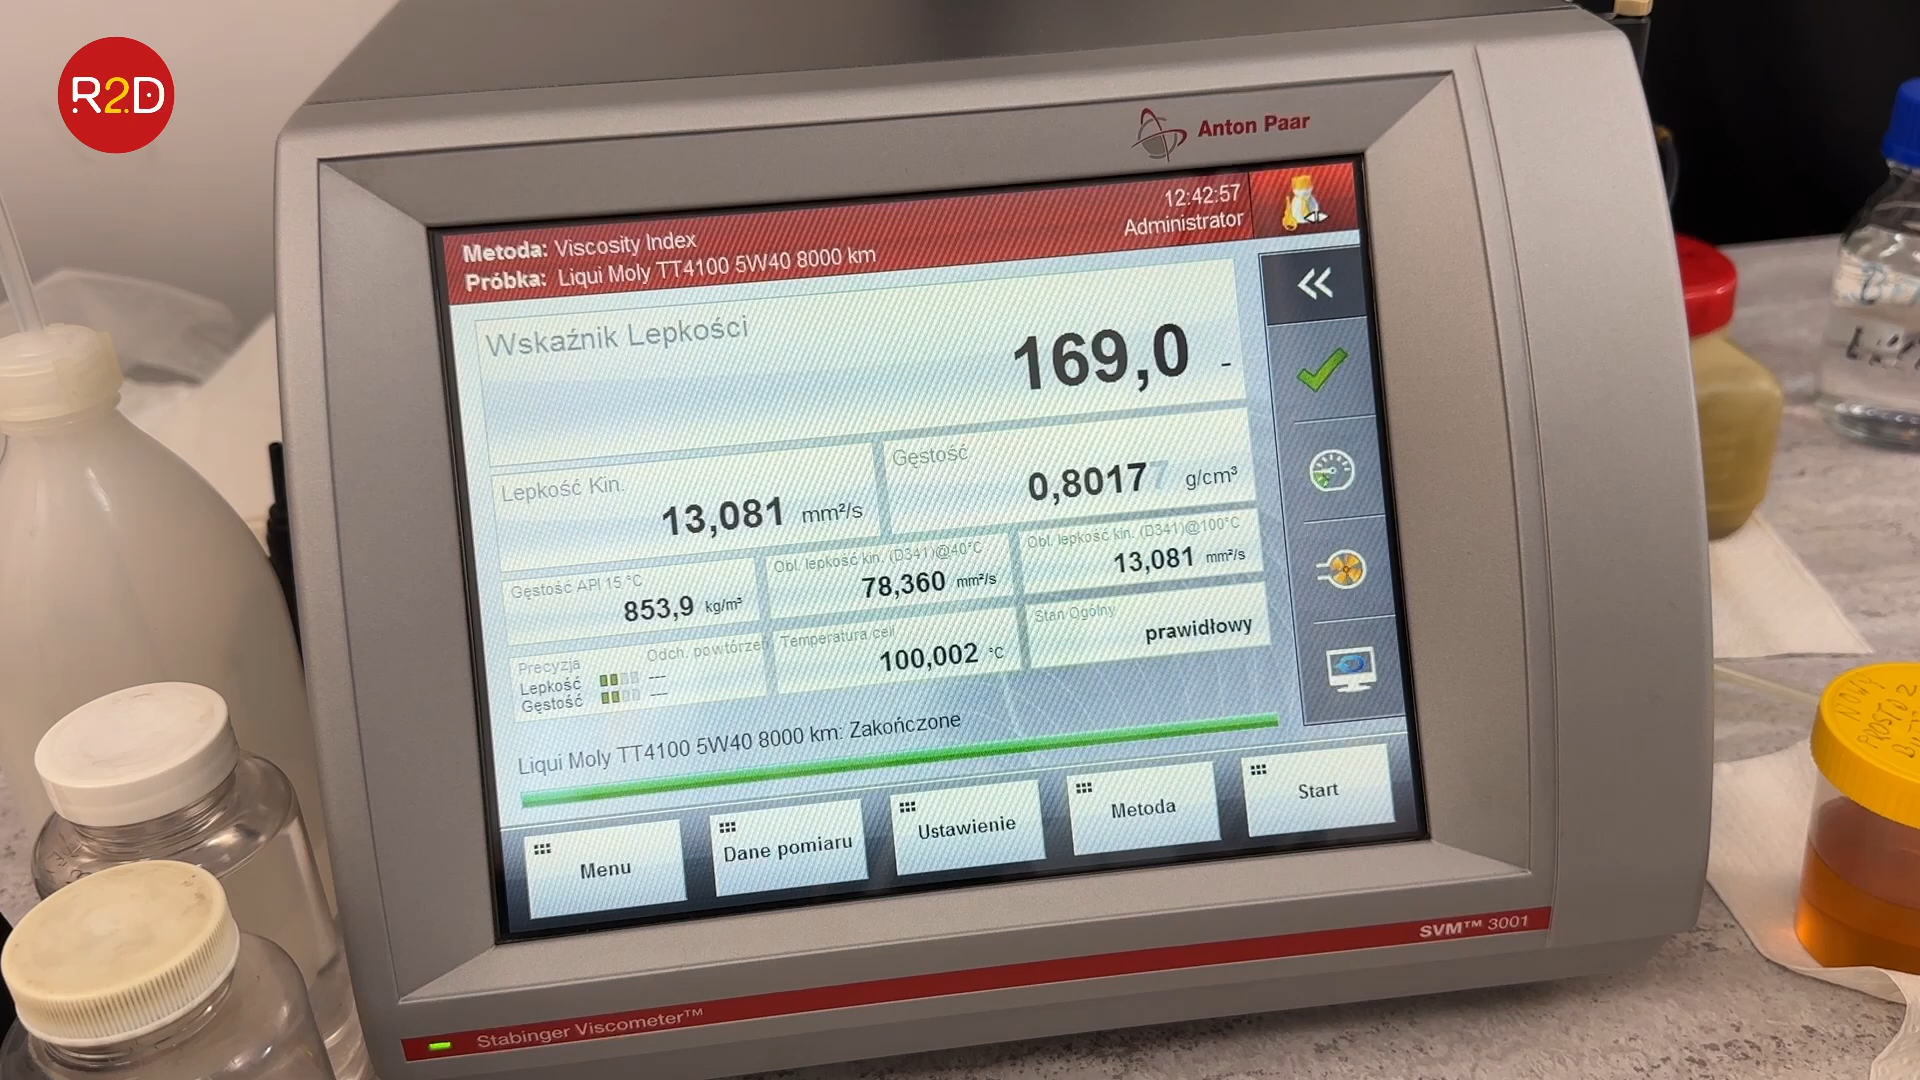 R2D
Anton Paar
12:42:57
Administrator
Metoda: Viscosity Index
Próbka: Liqui Moly TT4100 5W40 8000 km
Wskaźnik Lepkości
169,0 -
Lepkość Kin.
13,081 mm²/s
Gęstość
0,80177 g/cm³
Gęstość API 15 °C
853,9 kg/m³
Obl. lepkość kin. (D341)@40°C
78,360 mm²/s
Obl. lepkość kin. (D341)@100°C
13,081 mm²/s
Precyzja
Odch. powtórzeń
Lepkość ---
Gęstość ---
Temperatura celi
100,002 °C
Stan Ogólny
prawidłowy
Liqui Moly TT4100 5W40 8000 km: Zakończone
Menu
Dane pomiaru
Ustawienie
Metoda
Start
SVM™ 3001
Stabinger Viscometer™
NOWY
PROSTO Z